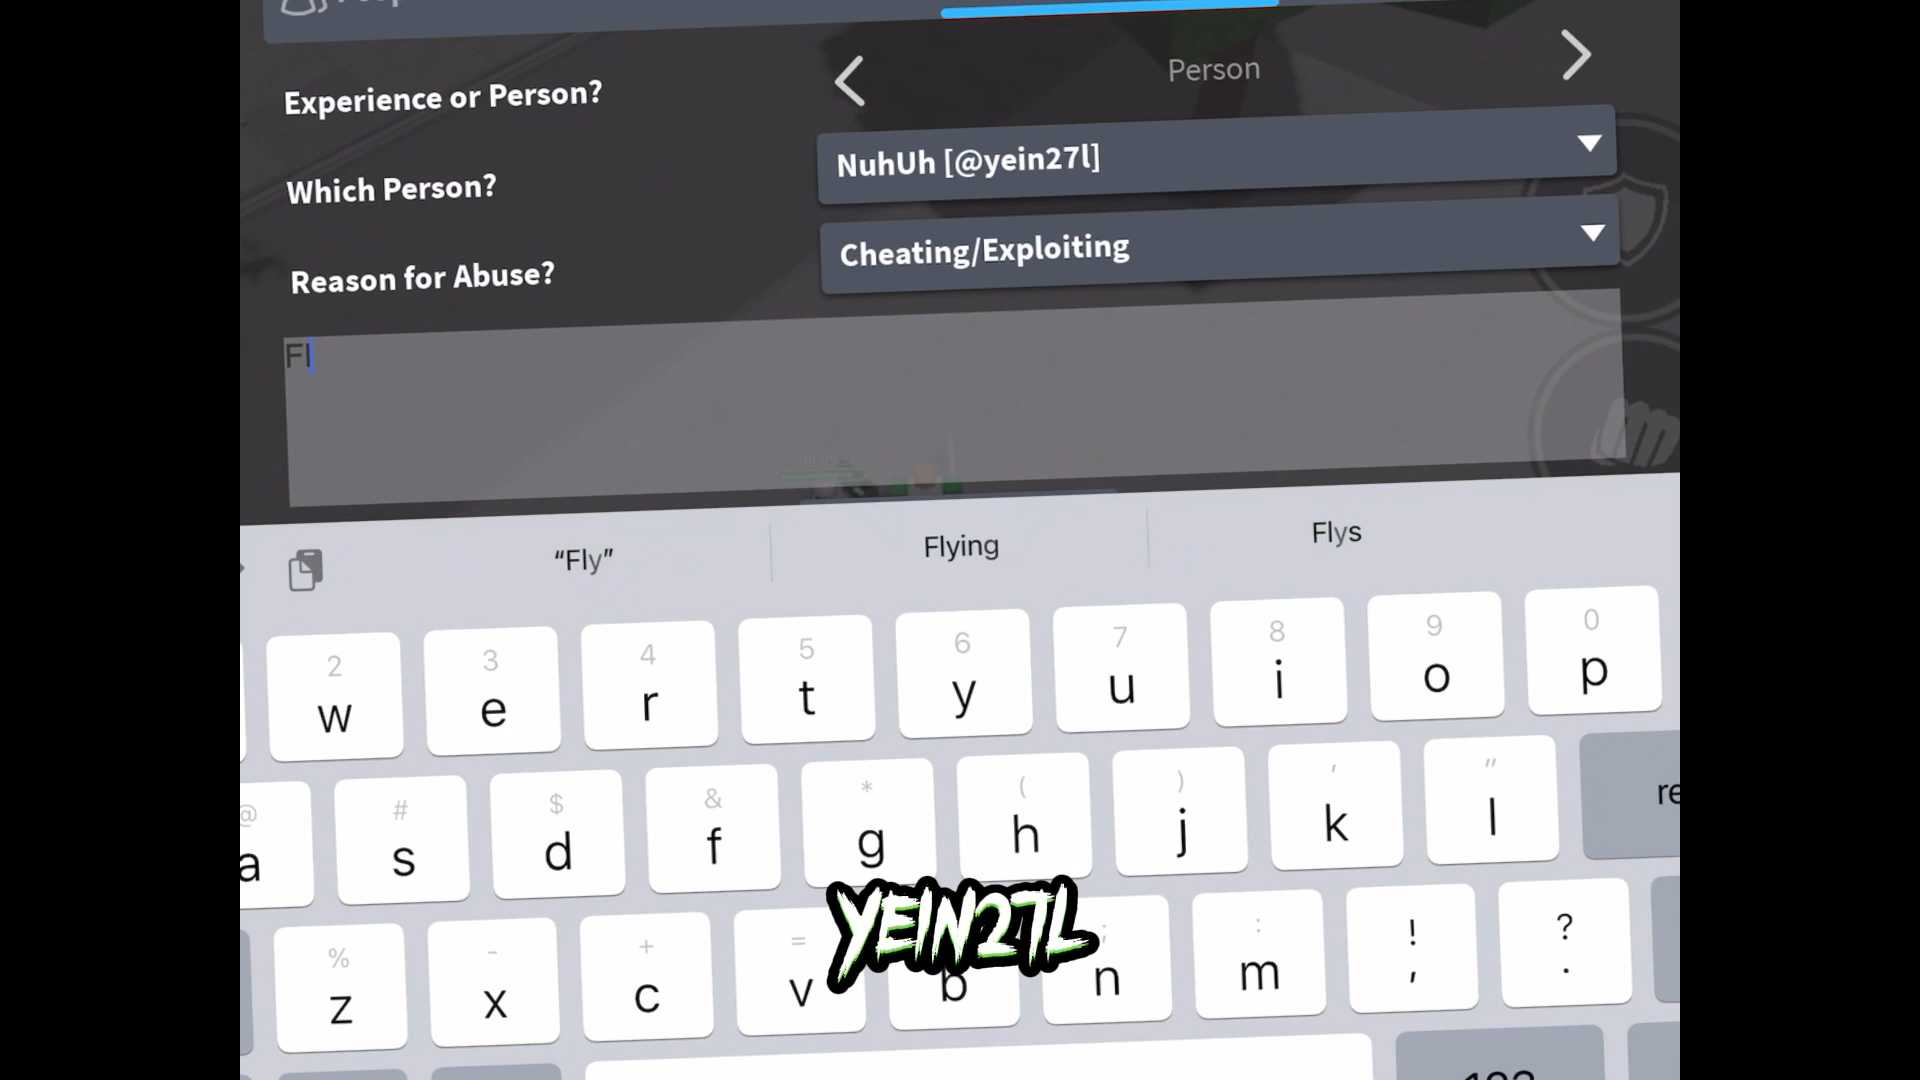 Experience or Person?
Person
Which Person?
NuhUh [@yein27l]
Reason for Abuse?
Cheating/Exploiting
Fl
“Fly”
Flying
Flys
2 3 4 5 6 7 8 9 0
w e r t y u i o p
@ # $ & * ( ) ' "
a s d f g h j k l
% - + = ; : ! ?
z x c v b n m , .
YEIN27L